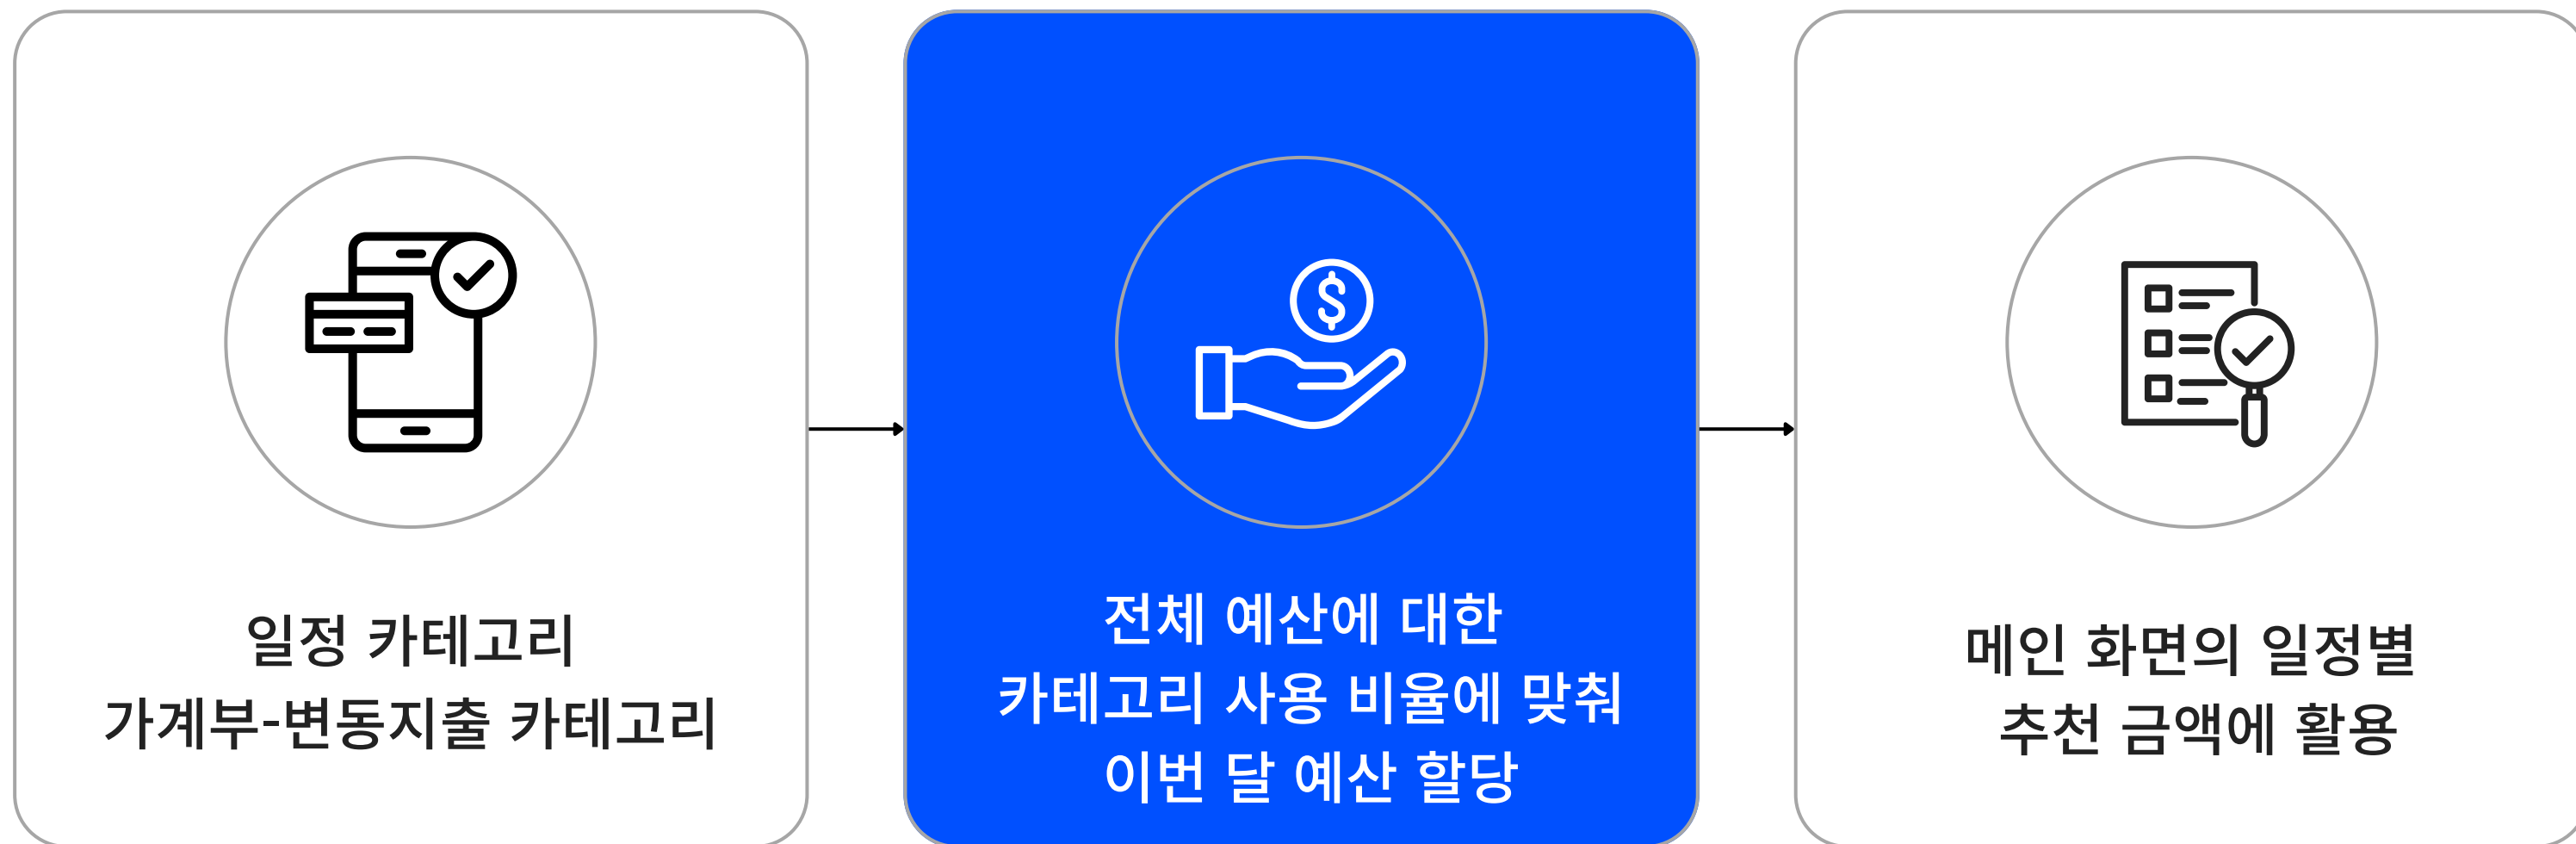 일정 카테고리
가계부-변동지출 카테고리
전체 예산에 대한
카테고리 사용 비율에 맞춰
이번 달 예산 할당
메인 화면의 일정별
추천 금액에 활용